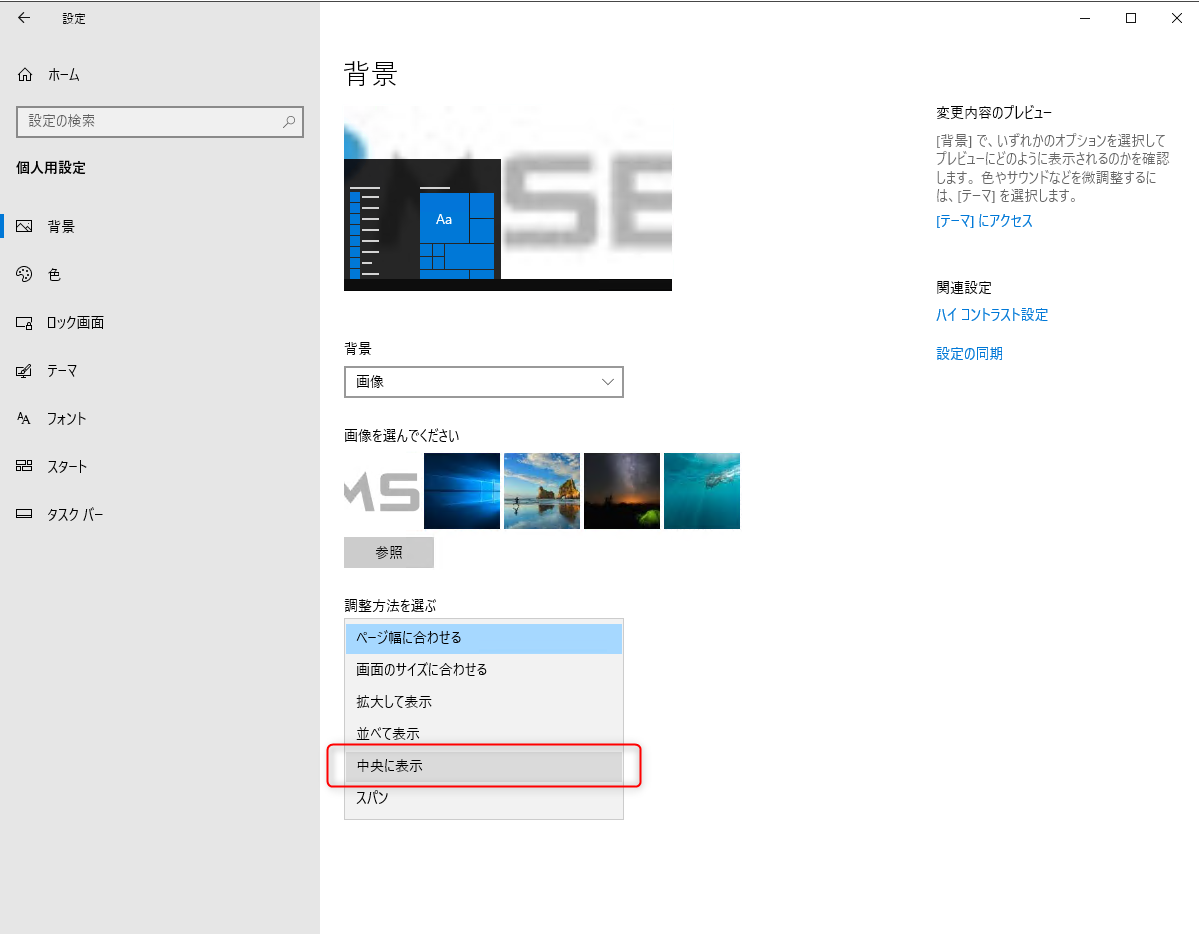 設定
ホーム
設定の検索
個人用設定
背景
色
ロック画面
テーマ
フォント
スタート
タスク バー
背景
MSE
Aa
背景
画像
画像を選んでください
MS
参照
調整方法を選ぶ
ページ幅に合わせる
画面のサイズに合わせる
拡大して表示
並べて表示
中央に表示
スパン
変更内容のプレビュー
[背景] で、いずれかのオプションを選択して
プレビューにどのように表示されるのかを確認
します。色やサウンドなどを微調整するに
は、[テーマ] を選択します。
[テーマ] にアクセス
関連設定
ハイ コントラスト設定
設定の同期